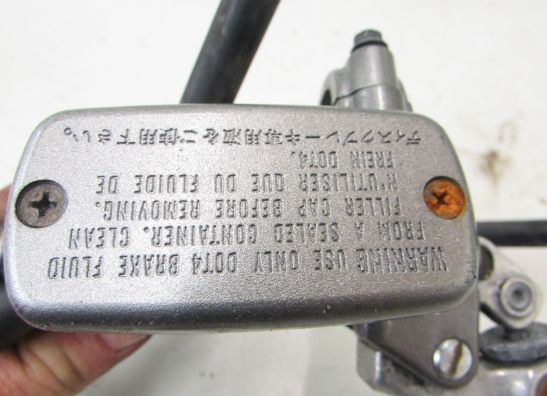 WARNING USE ONLY DOT4 BRAKE FLUID
FROM A SEALED CONTAINER. CLEAN
FILLER CAP BEFORE REMOVING.
N'UTILISER QUE DU FLUIDE DE
FREIN DOT4.
ディスクブレーキ専用液をご使用下さい。